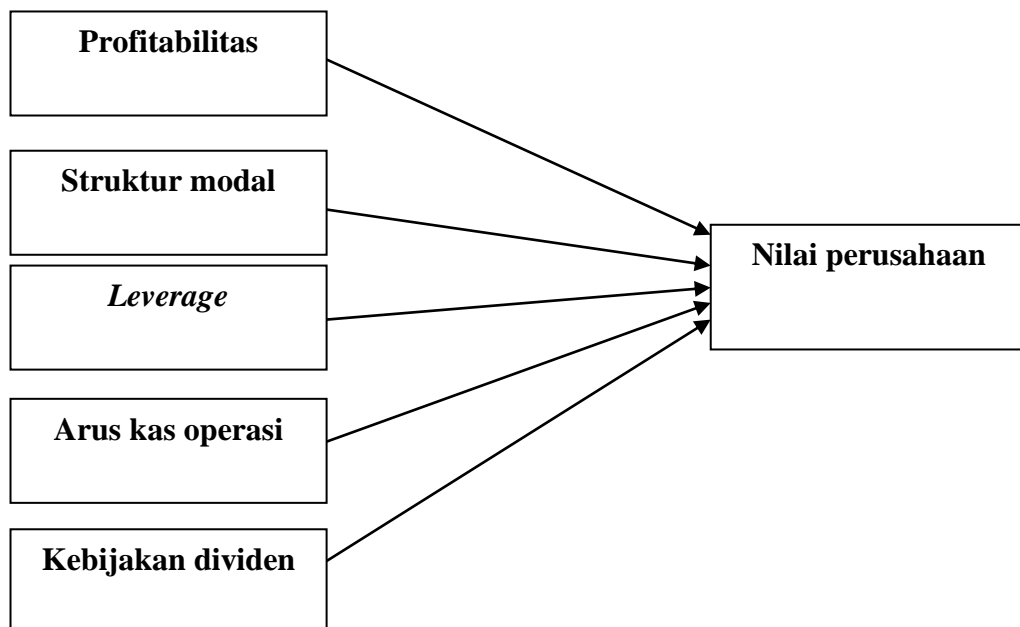 Profitabilitas
Struktur modal
Leverage
Arus kas operasi
Kebijakan dividen
Nilai perusahaan